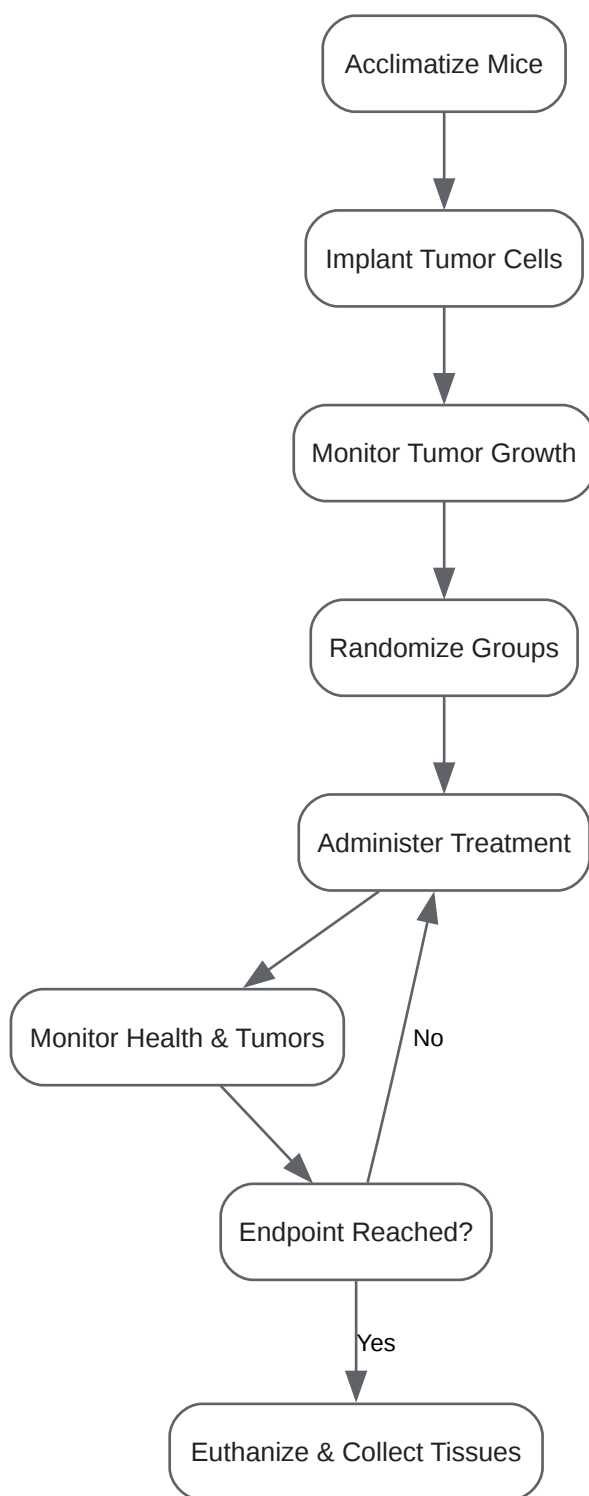 Acclimatize Mice
Implant Tumor Cells
Monitor Tumor Growth
Randomize Groups
Administer Treatment
Monitor Health & Tumors
No
Endpoint Reached?
Yes
Euthanize & Collect Tissues